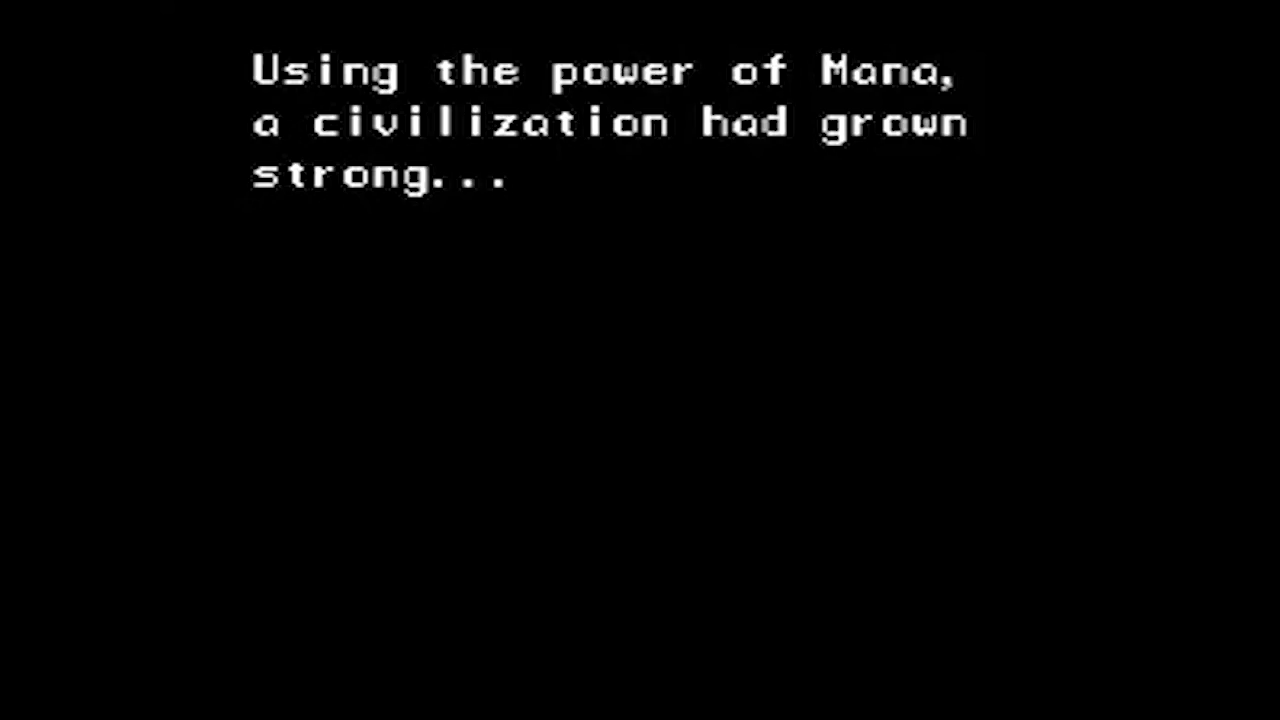 Using the power of Mana,
a civilization had grown
strong...